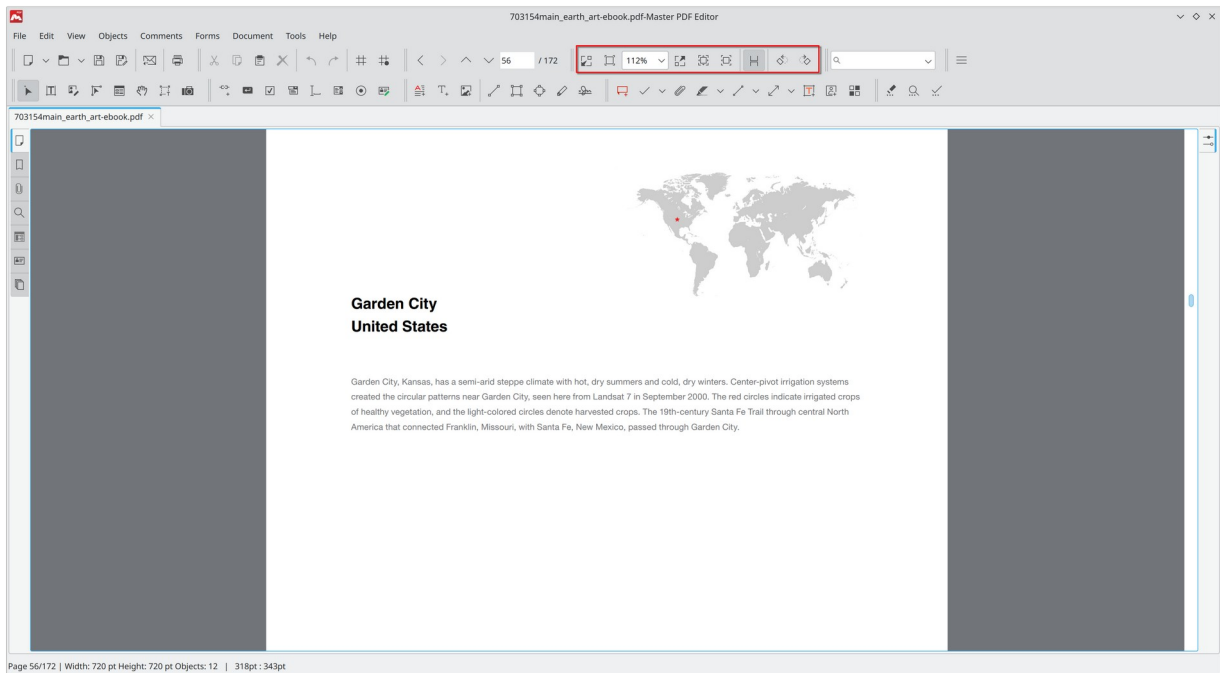 703154main_earth_art-ebook.pdf-Master PDF Editor
File Edit View Objects Comments Forms Document Tools Help
56 / 172 112%
703154main_earth_art-ebook.pdf
Garden City
United States
Garden City, Kansas, has a semi-arid steppe climate with hot, dry summers and cold, dry winters. Center-pivot irrigation systems
created the circular patterns near Garden City, seen here from Landsat 7 in September 2000. The red circles indicate irrigated crops
of healthy vegetation, and the light-colored circles denote harvested crops. The 19th-century Santa Fe Trail through central North
America that connected Franklin, Missouri, with Santa Fe, New Mexico, passed through Garden City.
Page 56/172 | Width: 720 pt Height: 720 pt Objects: 12 | 318pt : 343pt